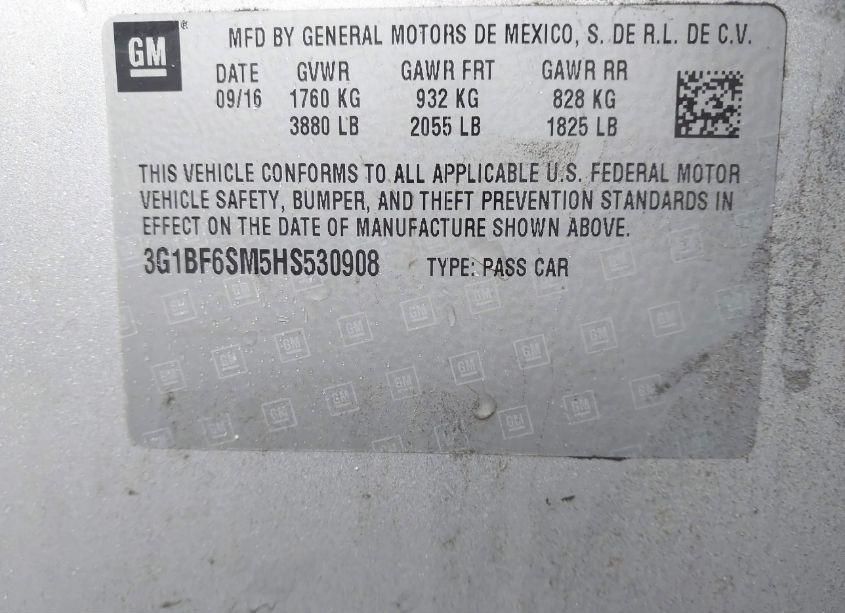 GM
MFD BY GENERAL MOTORS DE MEXICO, S. DE R.L. DE C.V.
DATE GVWR GAWR FRT GAWR RR
09/16 1760 KG 932 KG 828 KG
3880 LB 2055 LB 1825 LB
THIS VEHICLE CONFORMS TO ALL APPLICABLE U.S. FEDERAL MOTOR
VEHICLE SAFETY, BUMPER, AND THEFT PREVENTION STANDARDS IN
EFFECT ON THE DATE OF MANUFACTURE SHOWN ABOVE.
3G1BF6SM5HS530908 TYPE: PASS CAR